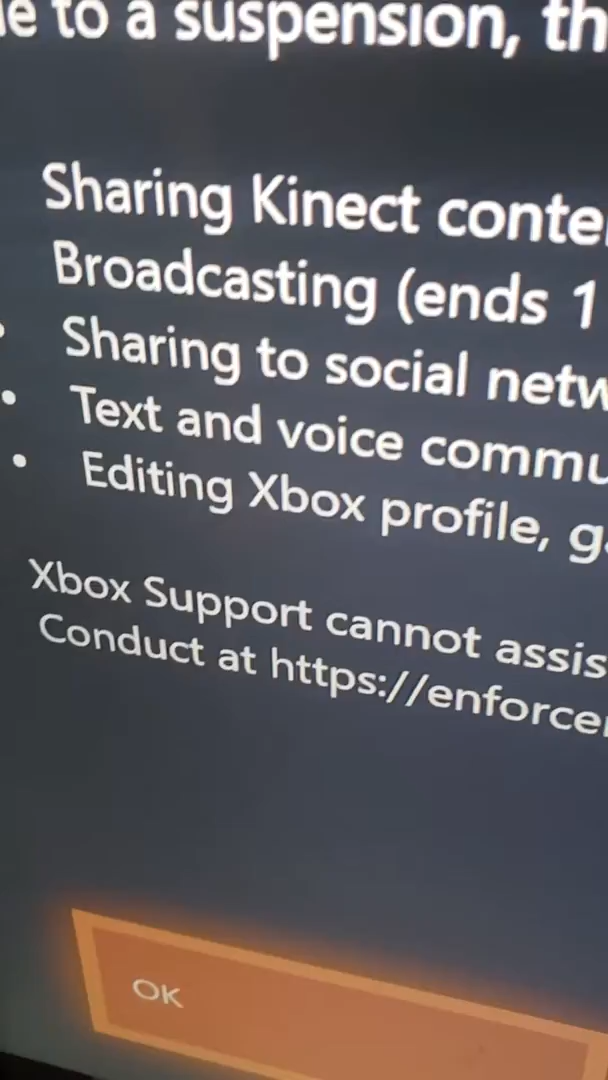 to a suspension, th
Sharing Kinect conte
Broadcasting (ends 1
• Sharing to social netw
• Text and voice commu
• Editing Xbox profile, g
Xbox Support cannot assis
Conduct at https://enforce
OK